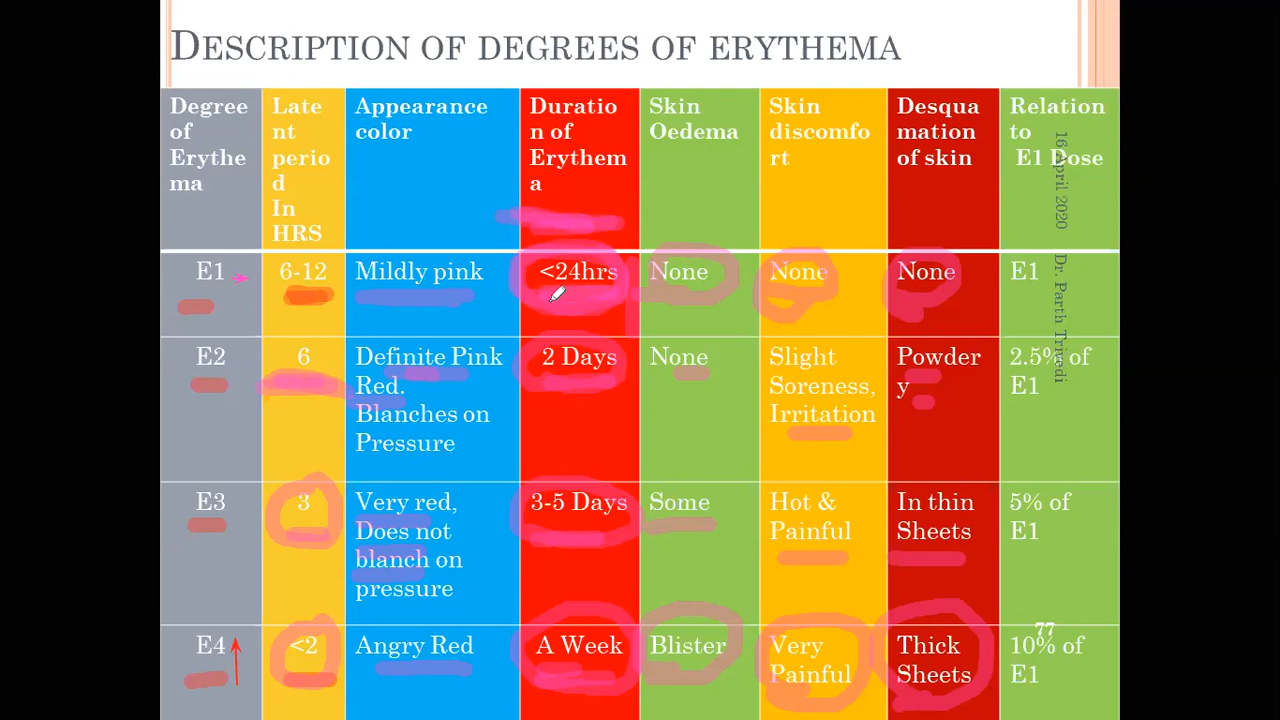 DESCRIPTION OF DEGREES OF ERYTHEMA
Degree
of
Erythe
ma
Late
nt
perio
d
In
HRS
Appearance
color
Duratio
n of
Erythem
a
Skin
Oedema
Skin
discomfo
rt
Desqua
mation
of skin
Relation
to
E1 Dose
E1
6-12
Mildly pink
<24hrs
None
None
None
E1
E2
6
Definite Pink
Red.
Blanches on
Pressure
2 Days
None
Slight
Soreness,
Irritation
Powder
y
2.5% of
E1
E3
3
Very red,
Does not
blanch on
pressure
3-5 Days
Some
Hot &
Painful
In thin
Sheets
5% of
E1
E4
<2
Angry Red
A Week
Blister
Very
Painful
Thick
Sheets
10% of
E1
16 April 2020
Dr. Parth Trivedi
77